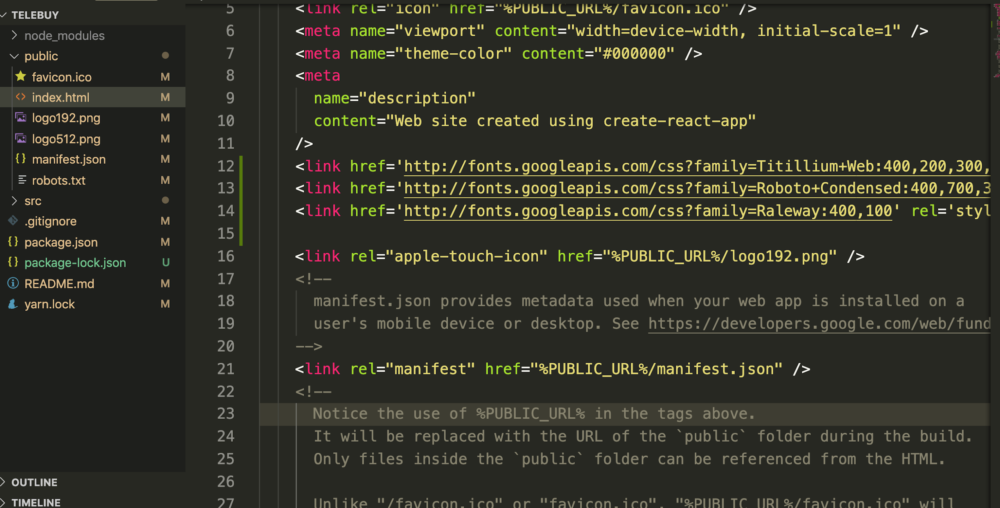 TELEBUY
node_modules
public
favicon.ico M
index.html M
logo192.png M
logo512.png M
manifest.json M
robots.txt M
src
.gitignore M
package.json M
package-lock.json U
README.md M
yarn.lock M
OUTLINE
TIMELINE
5 <link rel="icon" href="%PUBLIC_URL%/favicon.ico" />
6 <meta name="viewport" content="width=device-width, initial-scale=1" />
7 <meta name="theme-color" content="#000000" />
8 <meta
9 name="description"
10 content="Web site created using create-react-app"
11 />
12 <link href='http://fonts.googleapis.com/css?family=Titillium+Web:400,200,300,
13 <link href='http://fonts.googleapis.com/css?family=Roboto+Condensed:400,700,3
14 <link href='http://fonts.googleapis.com/css?family=Raleway:400,100' rel='styl
15
16 <link rel="apple-touch-icon" href="%PUBLIC_URL%/logo192.png" />
17 <!--
18 manifest.json provides metadata used when your web app is installed on a
19 user's mobile device or desktop. See https://developers.google.com/web/fund
20 -->
21 <link rel="manifest" href="%PUBLIC_URL%/manifest.json" />
22 <!--
23 Notice the use of %PUBLIC_URL% in the tags above.
24 It will be replaced with the URL of the `public` folder during the build.
25 Only files inside the `public` folder can be referenced from the HTML.
26
27 Unlike "/favicon.ico" or "favicon.ico", "%PUBLIC_URL%/favicon.ico" will